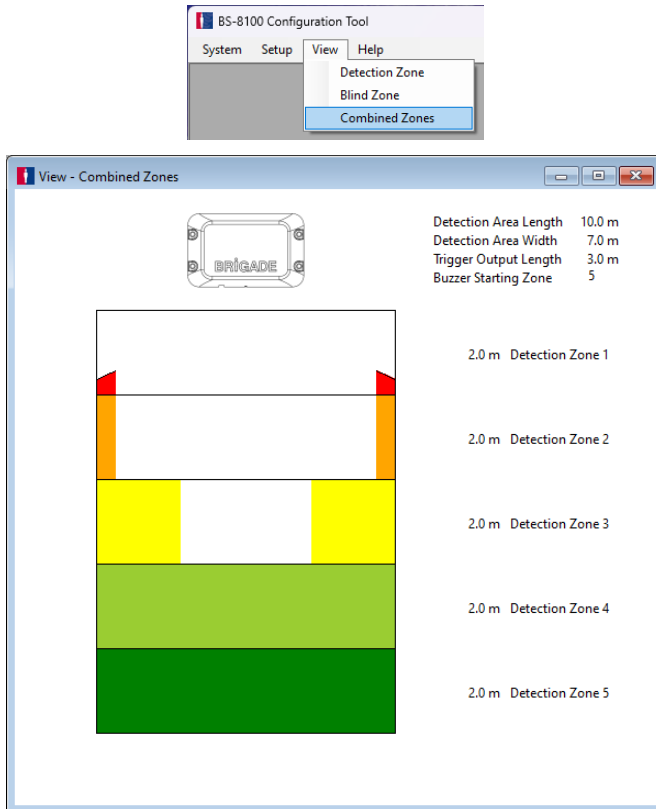 BS-8100 Configuration Tool
System Setup View Help
Detection Zone
Blind Zone
Combined Zones
View - Combined Zones
BRIGADE
Detection Area Length 10.0 m
Detection Area Width 7.0 m
Trigger Output Length 3.0 m
Buzzer Starting Zone 5
2.0 m Detection Zone 1
2.0 m Detection Zone 2
2.0 m Detection Zone 3
2.0 m Detection Zone 4
2.0 m Detection Zone 5